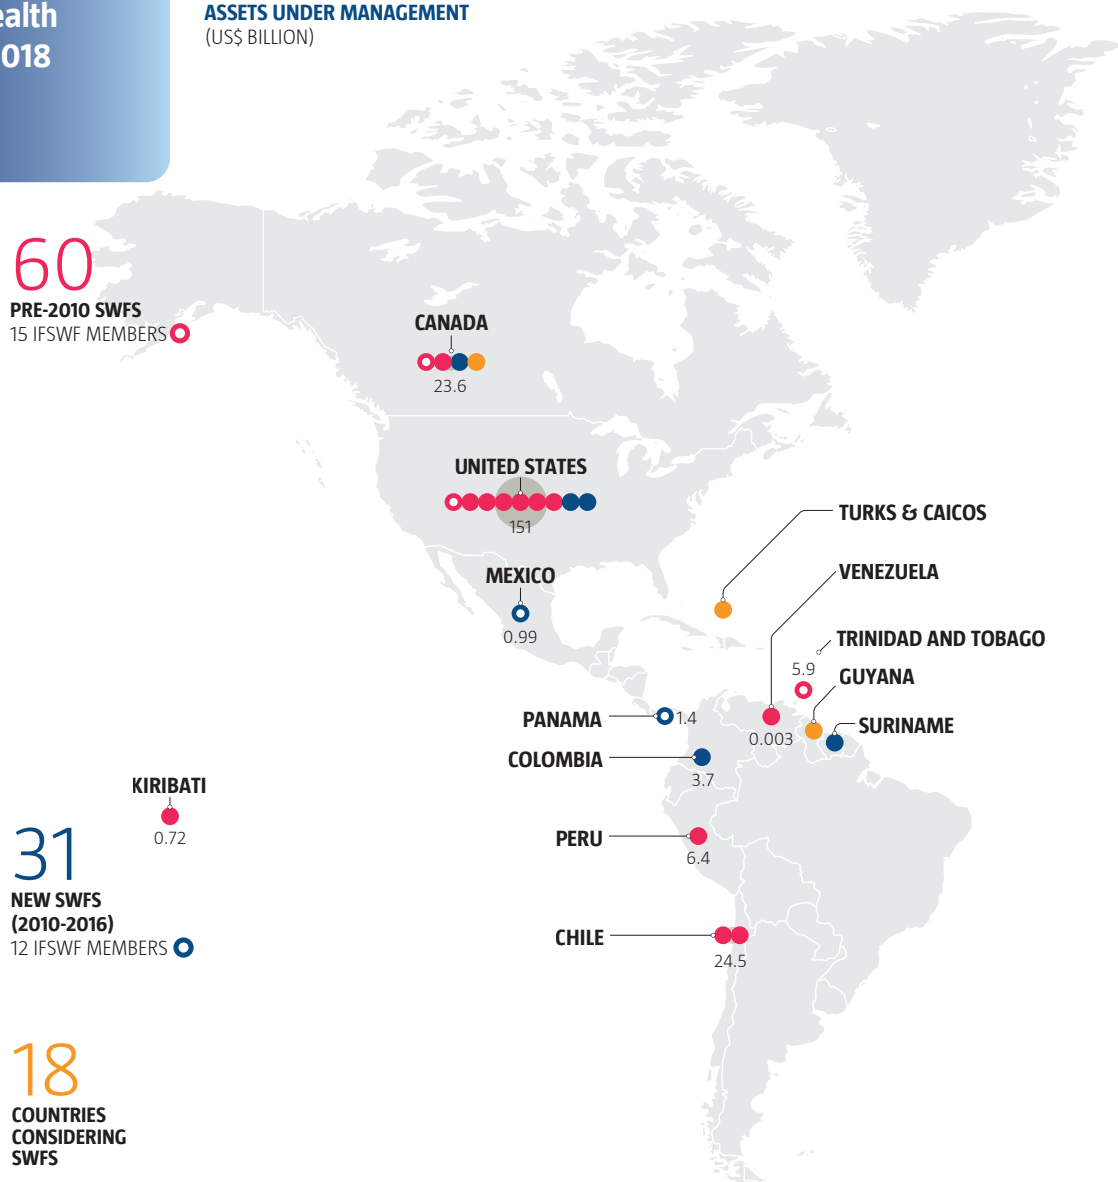 018
ASSETS UNDER MANAGEMENT
(US$ BILLION)
60
PRE-2010 SWFS
15 IFSWF MEMBERS
CANADA
23.6
UNITED STATES
151
MEXICO
0.99
TURKS & CAICOS
VENEZUELA
0.003
TRINIDAD AND TOBAGO
5.9
GUYANA
SURINAME
PANAMA
1.4
COLOMBIA
3.7
KIRIBATI
0.72
PERU
6.4
CHILE
24.5
31
NEW SWFS
(2010-2016)
12 IFSWF MEMBERS
18
COUNTRIES
CONSIDERING
SWFS